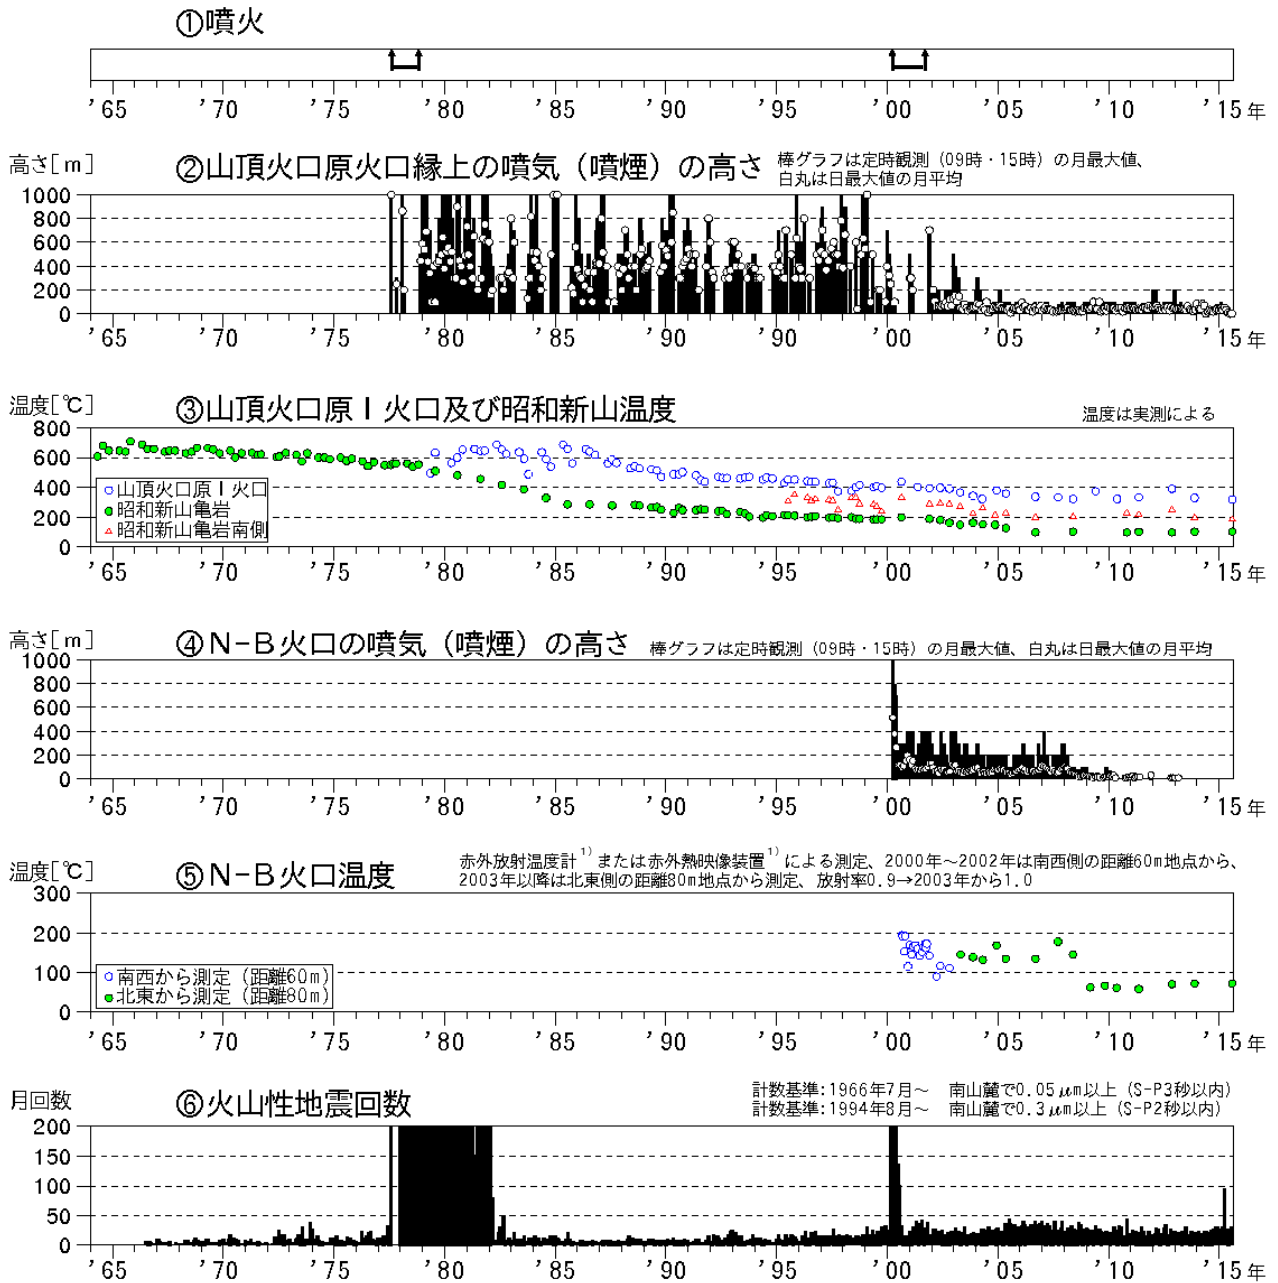 ①噴火
'65 '70 '75 '80 '85 '90 '95 '00 '05 '10 '15 年
高さ[m]
②山頂火口原火口縁上の噴気（噴煙）の高さ
棒グラフは定時観測（09時・15時）の月最大値、
白丸は日最大値の月平均
1000
800
600
400
200
0
'65 '70 '75 '80 '85 '90 '95 '00 '05 '10 '15 年
温度[℃]
③山頂火口原Ⅰ火口及び昭和新山温度
温度は実測による
800
600
400
200
0
山頂火口原Ⅰ火口
昭和新山亀岩
昭和新山亀岩南側
'65 '70 '75 '80 '85 '90 '95 '00 '05 '10 '15 年
高さ[m]
④N-B火口の噴気（噴煙）の高さ
棒グラフは定時観測（09時・15時）の月最大値、白丸は日最大値の月平均
1000
800
600
400
200
0
'65 '70 '75 '80 '85 '90 '95 '00 '05 '10 '15 年
温度[℃]
⑤N-B火口温度
赤外放射温度計1)または赤外熱映像装置1)による測定、2000年～2002年は南西側の距離60m地点から、
2003年以降は北東側の距離80m地点から測定、放射率0.9→2003年から1.0
300
200
100
0
南西から測定（距離60m）
北東から測定（距離80m）
'65 '70 '75 '80 '85 '90 '95 '00 '05 '10 '15 年
月回数
⑥火山性地震回数
計数基準:1966年7月～ 南山麓で0.05μm以上（S-P3秒以内）
計数基準:1994年8月～ 南山麓で0.3μm以上（S-P2秒以内）
200
150
100
50
0
'65 '70 '75 '80 '85 '90 '95 '00 '05 '10 '15 年